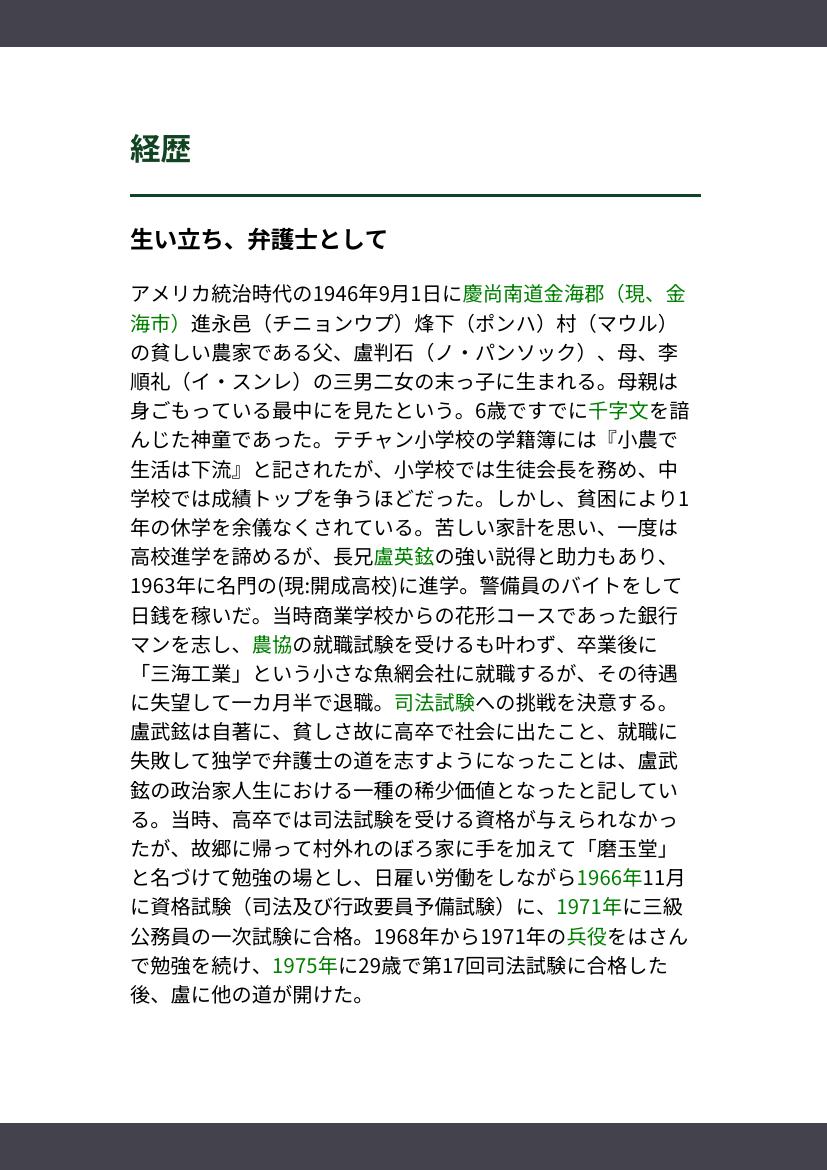 経歴
生い立ち、弁護士として
アメリカ統治時代の1946年9月1日に慶尚南道金海郡（現、金
海市）進永邑（チニョンウプ）烽下（ポンハ）村（マウル）
の貧しい農家である父、盧判石（ノ・パンソック）、母、李
順礼（イ・スンレ）の三男二女の末っ子に生まれる。母親は
身ごもっている最中にを見たという。6歳ですでに千字文を諳
んじた神童であった。テチャン小学校の学籍簿には『小農で
生活は下流』と記されたが、小学校では生徒会長を務め、中
学校では成績トップを争うほどだった。しかし、貧困により1
年の休学を余儀なくされている。苦しい家計を思い、一度は
高校進学を諦めるが、長兄盧英鉉の強い説得と助力もあり、
1963年に名門の(現:開成高校)に進学。警備員のバイトをして
日銭を稼いだ。当時商業学校からの花形コースであった銀行
マンを志し、農協の就職試験を受けるも叶わず、卒業後に
「三海工業」という小さな魚網会社に就職するが、その待遇
に失望して一カ月半で退職。司法試験への挑戦を決意する。
盧武鉉は自著に、貧しさ故に高卒で社会に出たこと、就職に
失敗して独学で弁護士の道を志すようになったことは、盧武
鉉の政治家人生における一種の稀少価値となったと記してい
る。当時、高卒では司法試験を受ける資格が与えられなかっ
たが、故郷に帰って村外れのぼろ家に手を加えて「磨玉堂」
と名づけて勉強の場とし、日雇い労働をしながら1966年11月
に資格試験（司法及び行政要員予備試験）に、1971年に三級
公務員の一次試験に合格。1968年から1971年の兵役をはさん
で勉強を続け、1975年に29歳で第17回司法試験に合格した
後、盧に他の道が開けた。